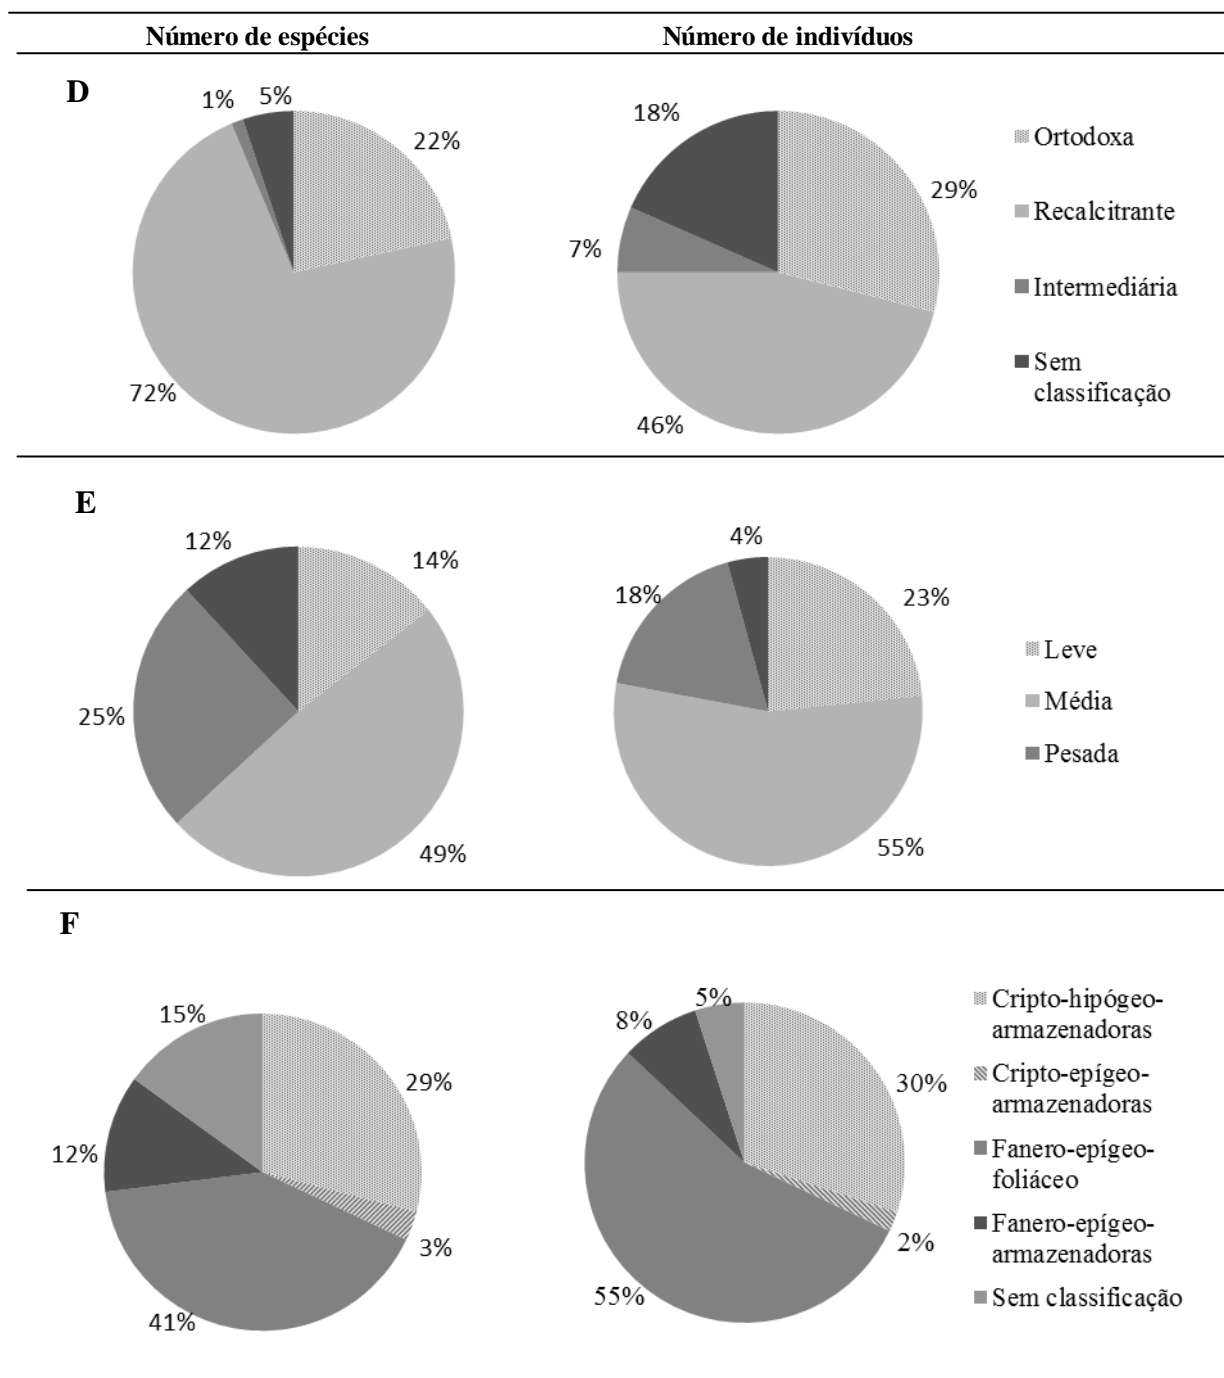 Número de espécies
Número de indivíduos
D
1%
5%
22%
72%
18%
29%
7%
46%
Ortodoxa
Recalcitrante
Intermediária
Sem
classificação
E
12%
14%
25%
49%
4%
18%
23%
55%
Leve
Média
Pesada
F
15%
29%
12%
3%
41%
5%
8%
30%
2%
55%
Cripto-hipógeo-
armazenadoras
Cripto-epígeo-
armazenadoras
Fanero-epígeo-
foliáceo
Fanero-epígeo-
armazenadoras
Sem classificação